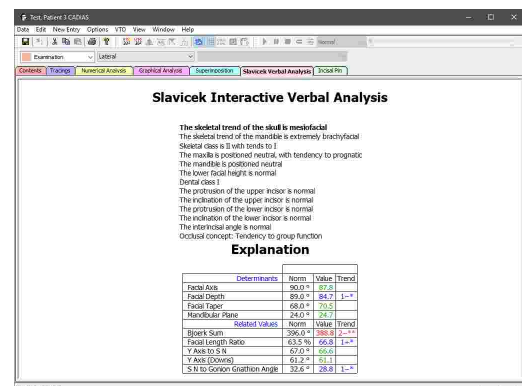 Test, Patient 3 CADIAS
Data Edit New Entry Options VTO View Window Help
Normal
Examination Lateral
Contents Tracings Numerical Analysis Graphical Analysis Superimposition Slavicek Verbal Analysis Incisal Pin
Slavicek Interactive Verbal Analysis
The skeletal trend of the skull is mesiofacial
The skeletal trend of the mandible is extremely brachyfacial
Skeletal class is II with tends to I
The maxilla is positioned neutral, with tendency to prognatic
The mandible is positioned neutral
The lower facial height is normal
Dental class I
The protrusion of the upper incisor is normal
The inclination of the upper incisor is normal
The protrusion of the lower incisor is normal
The inclination of the lower incisor is normal
The interincisal angle is normal
Occlusal concept: Tendency to group function
Explanation
Determinants Norm Value Trend
Facial Axis 90.0 ° 87.8
Facial Depth 89.0 ° 84.7 1-*
Facial Taper 68.0 ° 70.5
Mandibular Plane 24.0 ° 24.7
Related Values Norm Value Trend
Bjoerk Sum 396.0 ° 388.8 2-**
Facial Length Ratio 63.5 % 66.8 1-*
Y Axis to S N 67.0 ° 66.6
Y Axis (Downs) 61.2 ° 61.1
S N to Gonion Gnathion Angle 32.6 ° 28.8 1-*